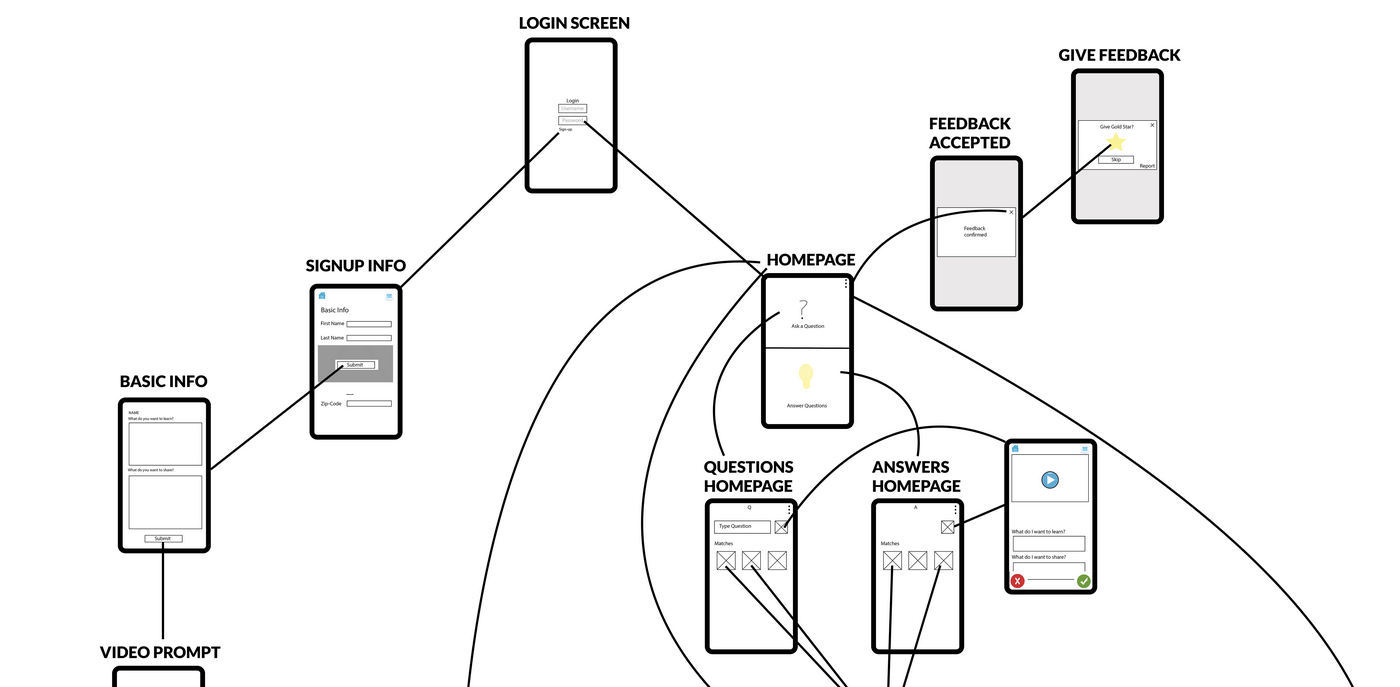 LOGIN SCREEN
Login
Username
Password
Sign-up
GIVE FEEDBACK
Give Gold Star?
Skip
Report
FEEDBACK
ACCEPTED
Feedback
confirmed
HOMEPAGE
?
Ask a Question
Answer Questions
SIGNUP INFO
Basic Info
First Name
Last Name
Submit
Zip-Code
BASIC INFO
NAME
What do you want to learn?
What do you want to share?
Submit
VIDEO PROMPT
QUESTIONS
HOMEPAGE
Q
Type Question
Matches
ANSWERS
HOMEPAGE
A
Matches
What do I want to learn?
What do I want to share?
X